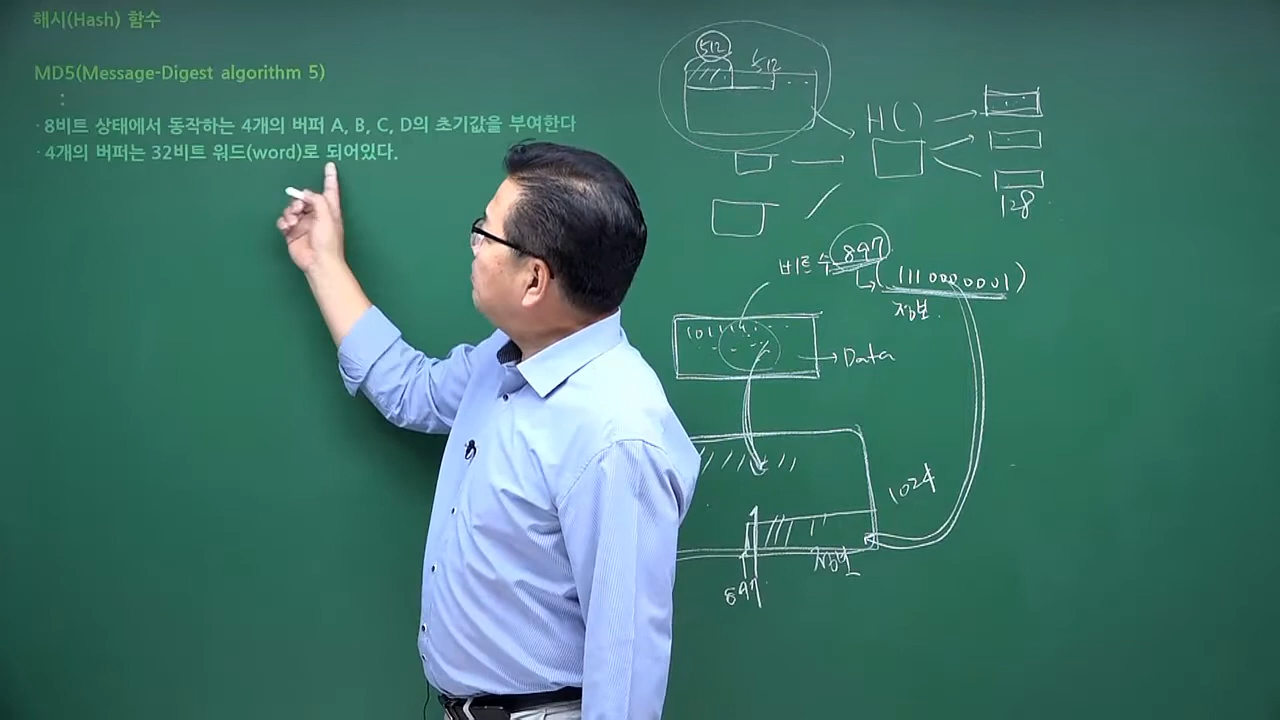 해시(Hash) 함수
MD5(Message-Digest algorithm 5)
:
· 8비트 상태에서 동작하는 4개의 버퍼 A, B, C, D의 초기값을 부여한다
· 4개의 버퍼는 32비트 워드(word)로 되어있다.
512
512
H( )
128
비트 수 897
(1110000001)
정보
101114
Data
1024
정보
897